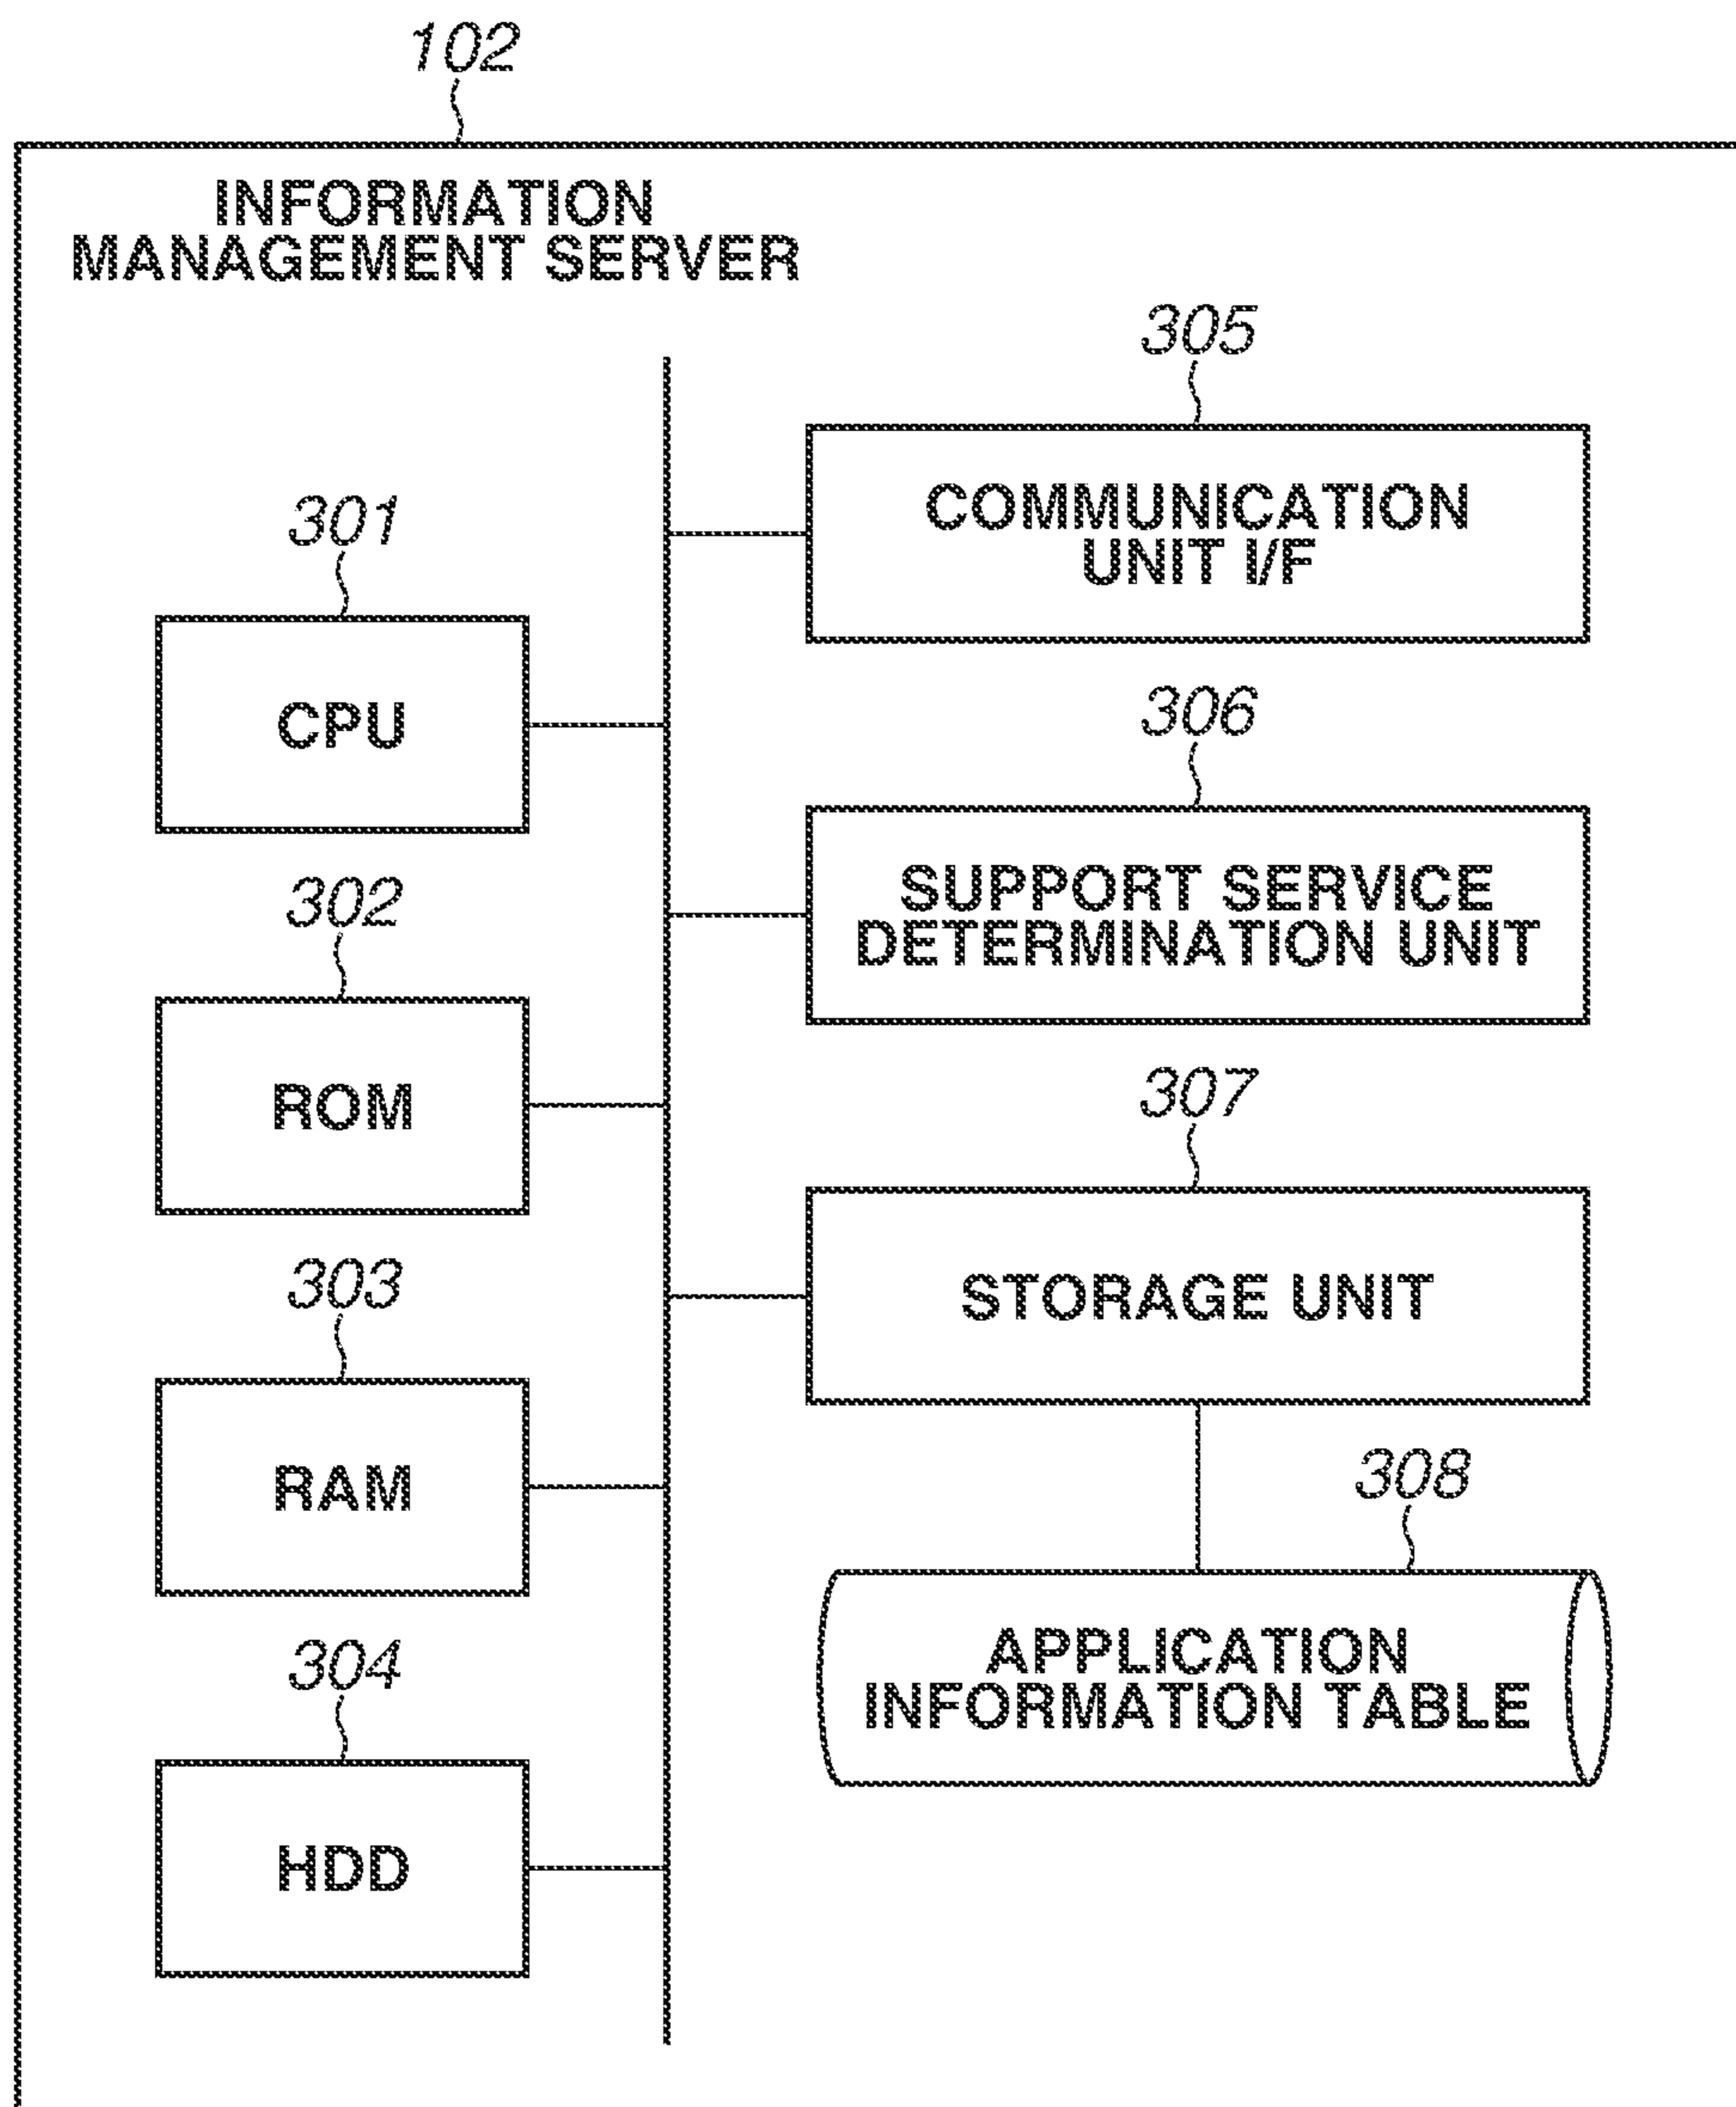 102
INFORMATION
MANAGEMENT SERVER
305
COMMUNICATION
UNIT I/F
301
CPU
306
SUPPORT SERVICE
DETERMINATION UNIT
302
ROM
307
STORAGE UNIT
303
RAM
308
APPLICATION
INFORMATION TABLE
304
HDD